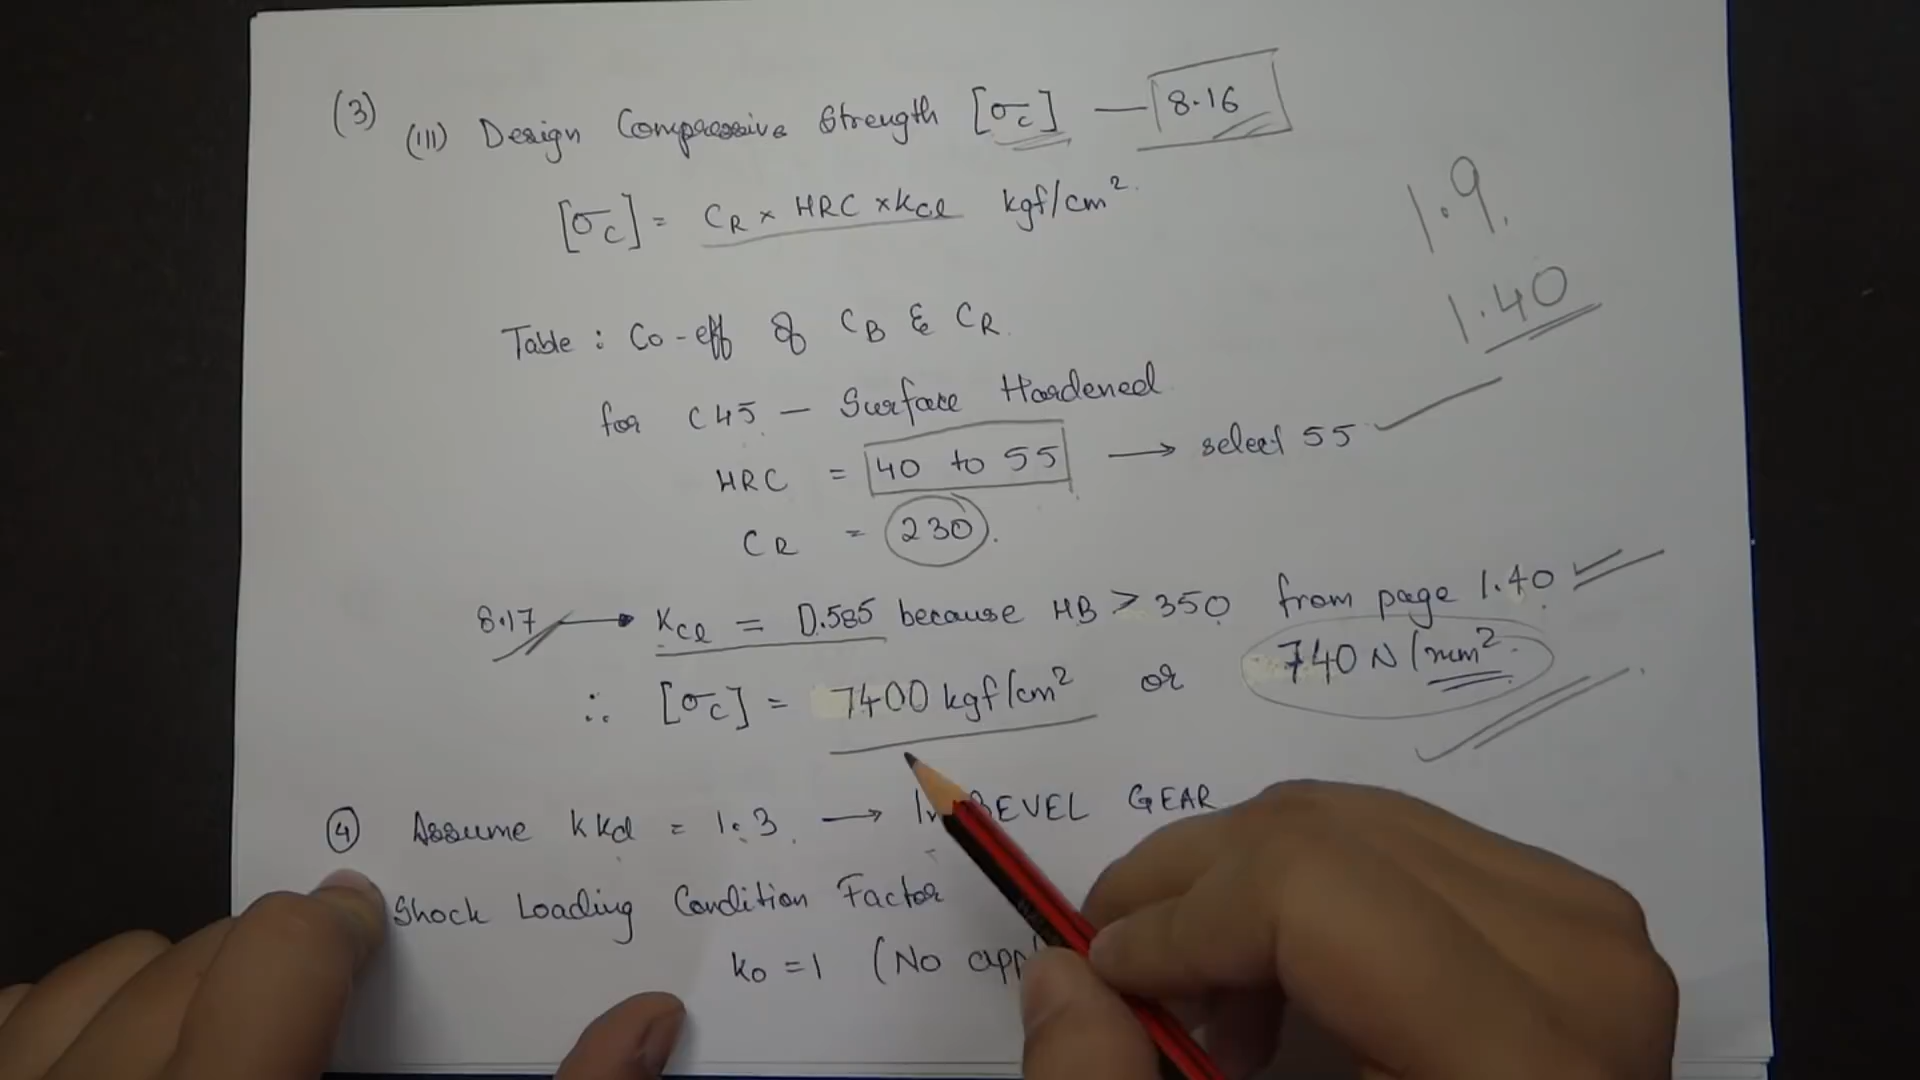 (3) (III) Design Compressive Strength [σc] — 8.16
[σc] = CR × HRC × kcl kgf/cm².
1.9.
1.40
Table : Co-eff of CB & CR.
for C45 — Surface Hardened
HRC = 40 to 55 → select 55
CR = 230.
8.17 → Kcl = 0.585 because HB > 350 from page 1.40
∴ [σc] = 7400 kgf/cm² or 740 N/mm².
(4) Assume kkd = 1.3. → BEVEL GEAR
Shock Loading Condition Factor
ko = 1 (No